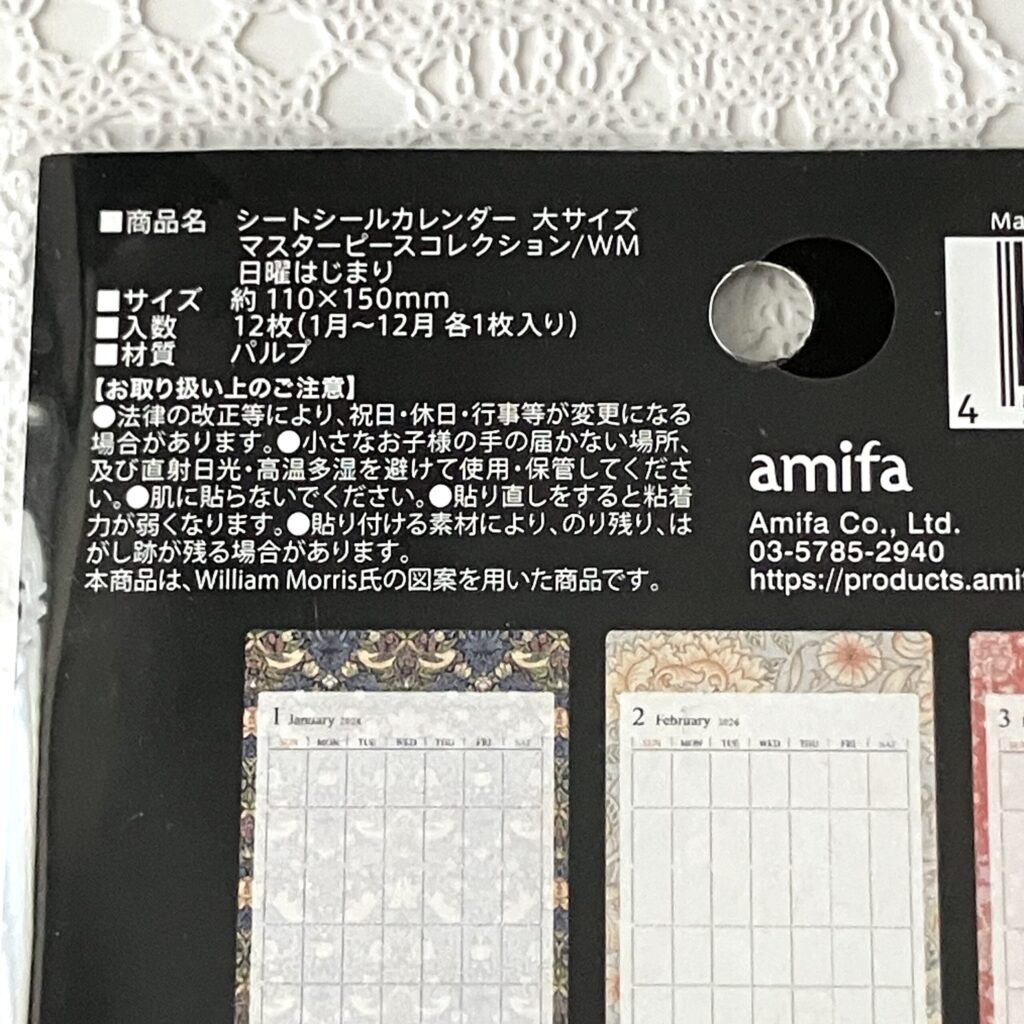 ■商品名 シートシールカレンダー 大サイズ
マスターピースコレクション/WM
日曜はじまり
■サイズ 約110×150mm
■入数 12枚(1月〜12月 各1枚入り)
■材質 パルプ
【お取り扱い上のご注意】
●法律の改正等により、祝日・休日・行事等が変更になる
場合があります。●小さなお子様の手の届かない場所、
及び直射日光・高温多湿を避けて使用・保管してくださ
い。●肌に貼らないでください。●貼り直しをすると粘着
力が弱くなります。●貼り付ける素材により、のり残り、は
がし跡が残る場合があります。
本商品は、William Morris氏の図案を用いた商品です。
Ma
4
amifa
Amifa Co., Ltd.
03-5785-2940
https://products.amif
1 January
SUN MON TUE WED THU FRI SAT
2 February 2026
SUN MON TUE WED THU FRI SAT
3